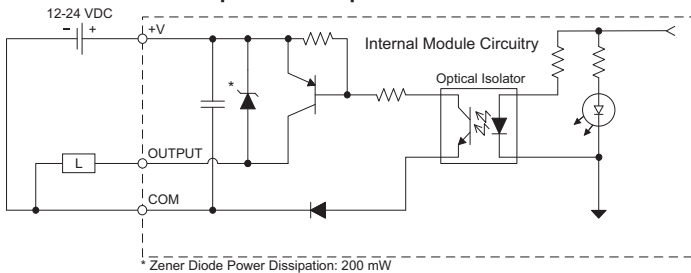 12-24 VDC
− +
+V
Internal Module Circuitry
Optical Isolator
*
OUTPUT
L
COM
* Zener Diode Power Dissipation: 200 mW